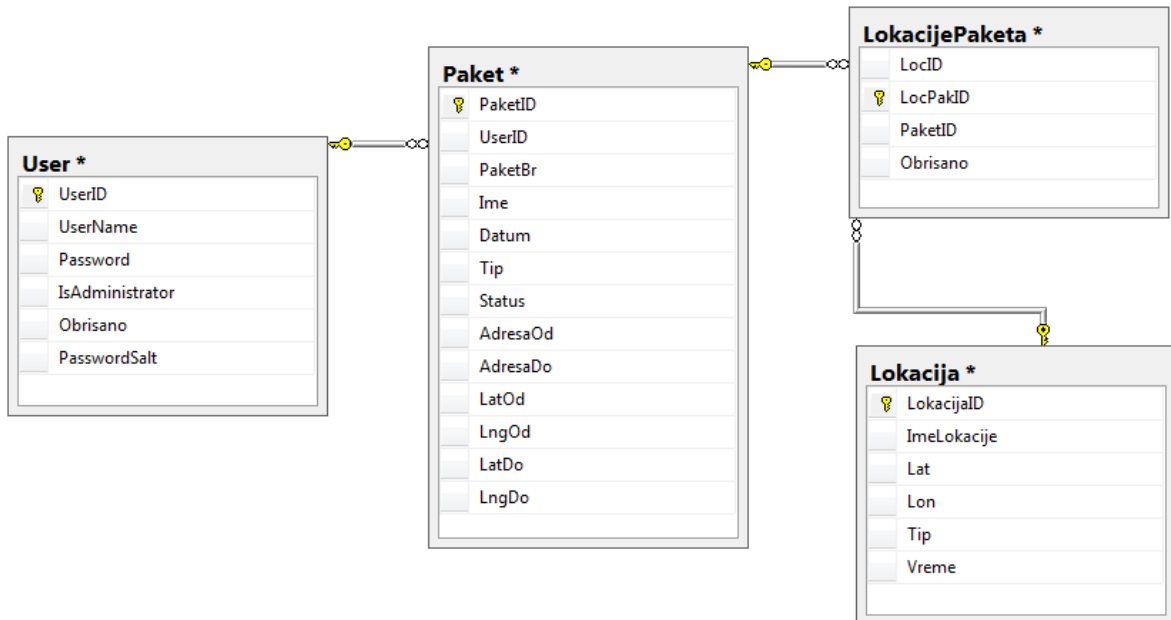 User *
UserID
UserName
Password
IsAdministrator
Obrisano
PasswordSalt
Paket *
PaketID
UserID
PaketBr
Ime
Datum
Tip
Status
AdresaOd
AdresaDo
LatOd
LngOd
LatDo
LngDo
LokacijePaketa *
LocID
LocPakID
PaketID
Obrisano
Lokacija *
LokacijaID
ImeLokacije
Lat
Lon
Tip
Vreme